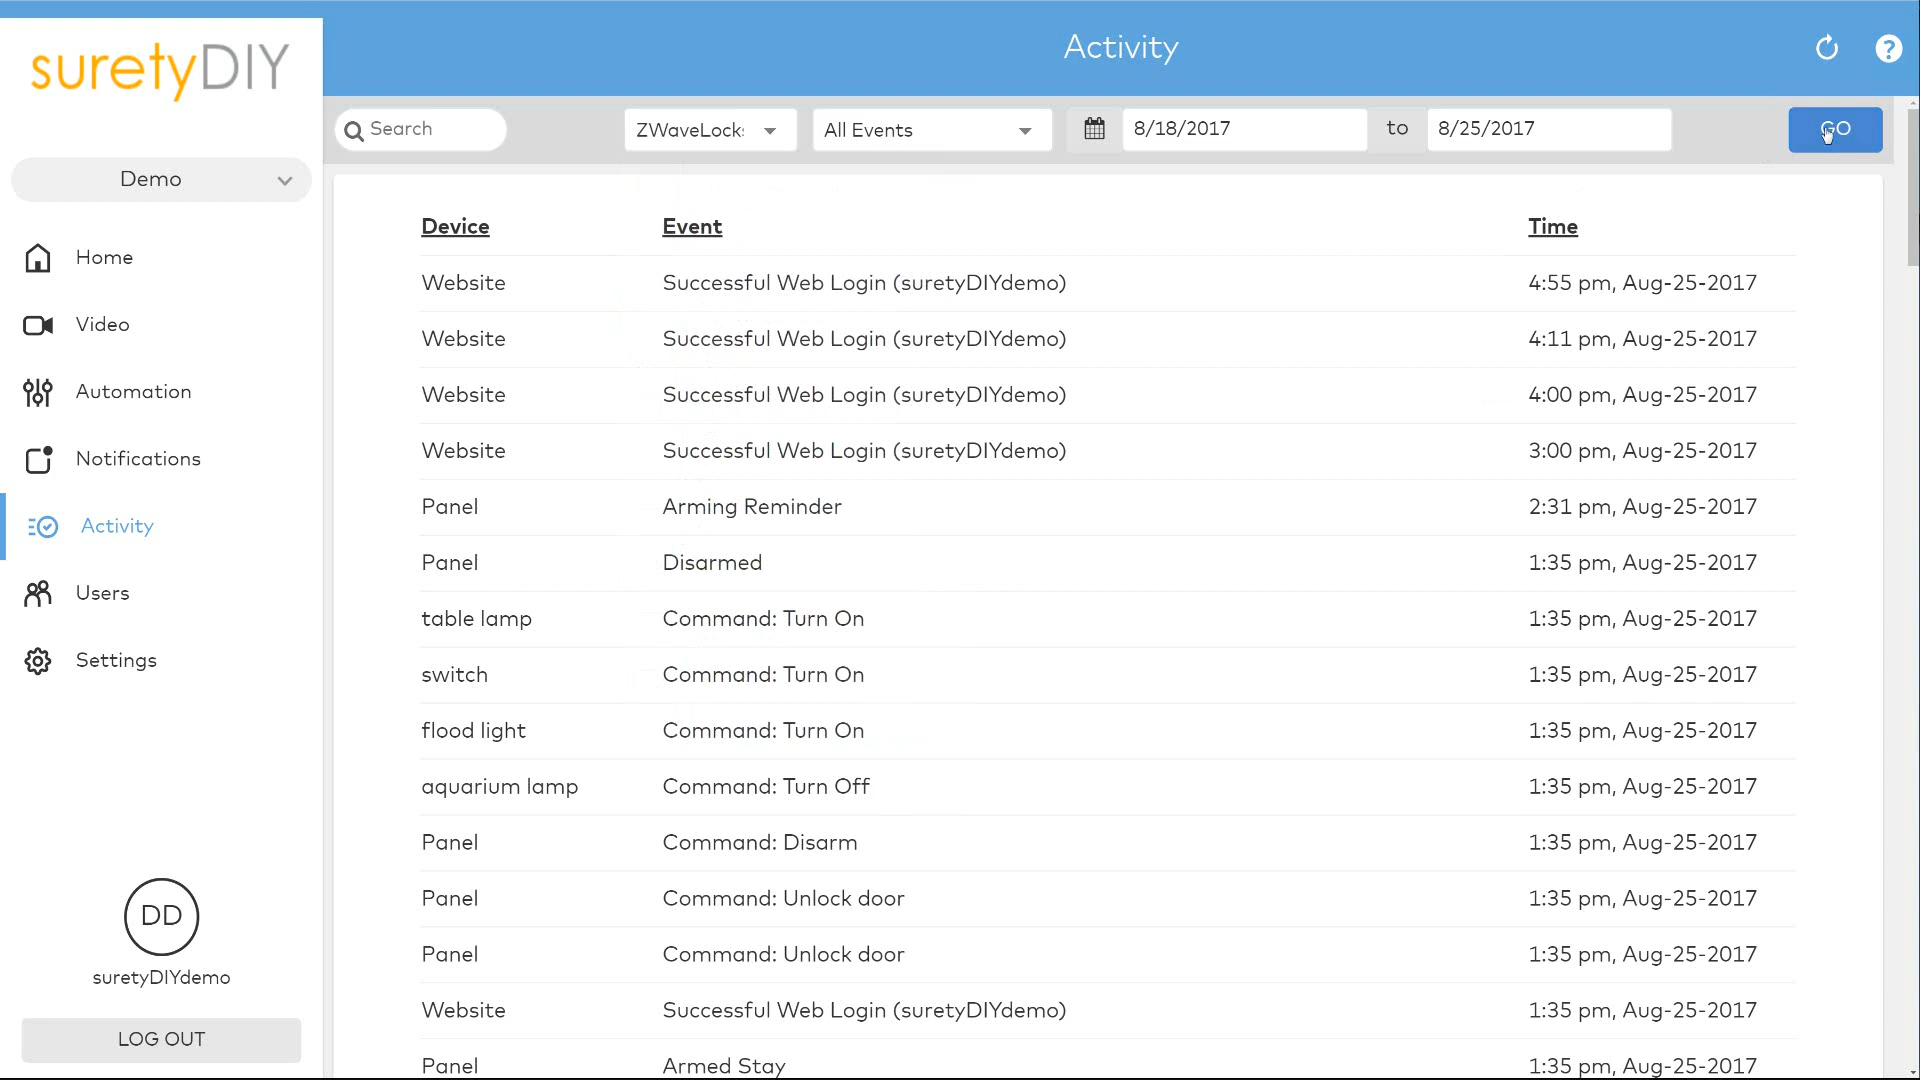 suretyDIY
Activity
?
Search
ZWaveLock
All Events
8/18/2017
to
8/25/2017
GO
Demo
Home
Video
Automation
Notifications
Activity
Users
Settings
DD
suretyDIYdemo
LOG OUT
Device Event Time
Website Successful Web Login (suretyDIYdemo) 4:55 pm, Aug-25-2017
Website Successful Web Login (suretyDIYdemo) 4:11 pm, Aug-25-2017
Website Successful Web Login (suretyDIYdemo) 4:00 pm, Aug-25-2017
Website Successful Web Login (suretyDIYdemo) 3:00 pm, Aug-25-2017
Panel Arming Reminder 2:31 pm, Aug-25-2017
Panel Disarmed 1:35 pm, Aug-25-2017
table lamp Command: Turn On 1:35 pm, Aug-25-2017
switch Command: Turn On 1:35 pm, Aug-25-2017
flood light Command: Turn On 1:35 pm, Aug-25-2017
aquarium lamp Command: Turn Off 1:35 pm, Aug-25-2017
Panel Command: Disarm 1:35 pm, Aug-25-2017
Panel Command: Unlock door 1:35 pm, Aug-25-2017
Panel Command: Unlock door 1:35 pm, Aug-25-2017
Website Successful Web Login (suretyDIYdemo) 1:35 pm, Aug-25-2017
Panel Armed Stay 1:35 pm, Aug-25-2017